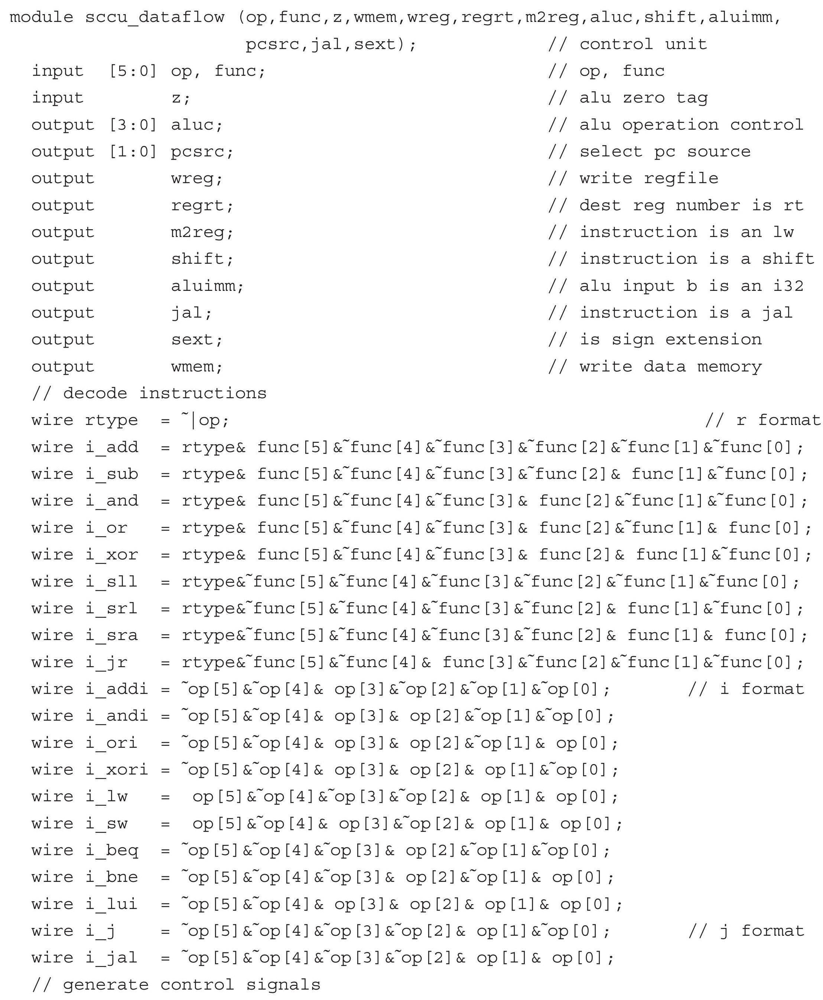 module sccu_dataflow (op,func,z,wmem,wreg,regrt,m2reg,aluc,shift,aluimm,
                      pcsrc,jal,sext);            // control unit
  input  [5:0] op, func;                          // op, func
  input        z;                                 // alu zero tag
  output [3:0] aluc;                              // alu operation control
  output [1:0] pcsrc;                             // select pc source
  output       wreg;                              // write regfile
  output       regrt;                             // dest reg number is rt
  output       m2reg;                             // instruction is an lw
  output       shift;                             // instruction is a shift
  output       aluimm;                            // alu input b is an i32
  output       jal;                               // instruction is a jal
  output       sext;                              // is sign extension
  output       wmem;                              // write data memory
  // decode instructions
  wire rtype  = ~|op;                                            // r format
  wire i_add  = rtype& func[5]&~func[4]&~func[3]&~func[2]&~func[1]&~func[0];
  wire i_sub  = rtype& func[5]&~func[4]&~func[3]&~func[2]& func[1]&~func[0];
  wire i_and  = rtype& func[5]&~func[4]&~func[3]& func[2]&~func[1]&~func[0];
  wire i_or   = rtype& func[5]&~func[4]&~func[3]& func[2]&~func[1]& func[0];
  wire i_xor  = rtype& func[5]&~func[4]&~func[3]& func[2]& func[1]&~func[0];
  wire i_sll  = rtype&~func[5]&~func[4]&~func[3]&~func[2]&~func[1]&~func[0];
  wire i_srl  = rtype&~func[5]&~func[4]&~func[3]&~func[2]& func[1]&~func[0];
  wire i_sra  = rtype&~func[5]&~func[4]&~func[3]&~func[2]& func[1]& func[0];
  wire i_jr   = rtype&~func[5]&~func[4]& func[3]&~func[2]&~func[1]&~func[0];
  wire i_addi = ~op[5]&~op[4]& op[3]&~op[2]&~op[1]&~op[0];       // i format
  wire i_andi = ~op[5]&~op[4]& op[3]& op[2]&~op[1]&~op[0];
  wire i_ori  = ~op[5]&~op[4]& op[3]& op[2]&~op[1]& op[0];
  wire i_xori = ~op[5]&~op[4]& op[3]& op[2]& op[1]&~op[0];
  wire i_lw   =  op[5]&~op[4]&~op[3]&~op[2]& op[1]& op[0];
  wire i_sw   =  op[5]&~op[4]& op[3]&~op[2]& op[1]& op[0];
  wire i_beq  = ~op[5]&~op[4]&~op[3]& op[2]&~op[1]&~op[0];
  wire i_bne  = ~op[5]&~op[4]&~op[3]& op[2]&~op[1]& op[0];
  wire i_lui  = ~op[5]&~op[4]& op[3]& op[2]& op[1]& op[0];
  wire i_j    = ~op[5]&~op[4]&~op[3]&~op[2]& op[1]&~op[0];       // j format
  wire i_jal  = ~op[5]&~op[4]&~op[3]&~op[2]& op[1]& op[0];
  // generate control signals